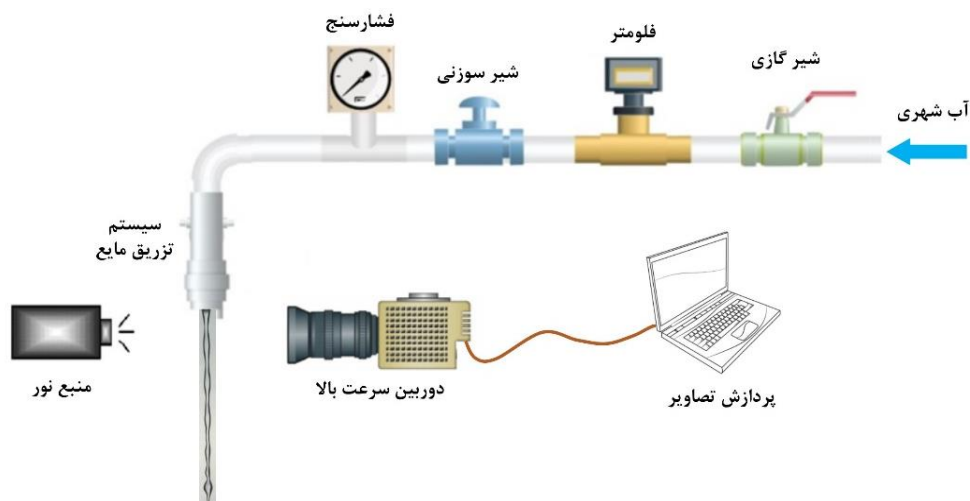 فشارسنج
فلومتر
شیر گازی
شیر سوزنی
آب شهری
سیستم
تزریق مایع
منبع نور
دوربین سرعت بالا
پردازش تصاویر